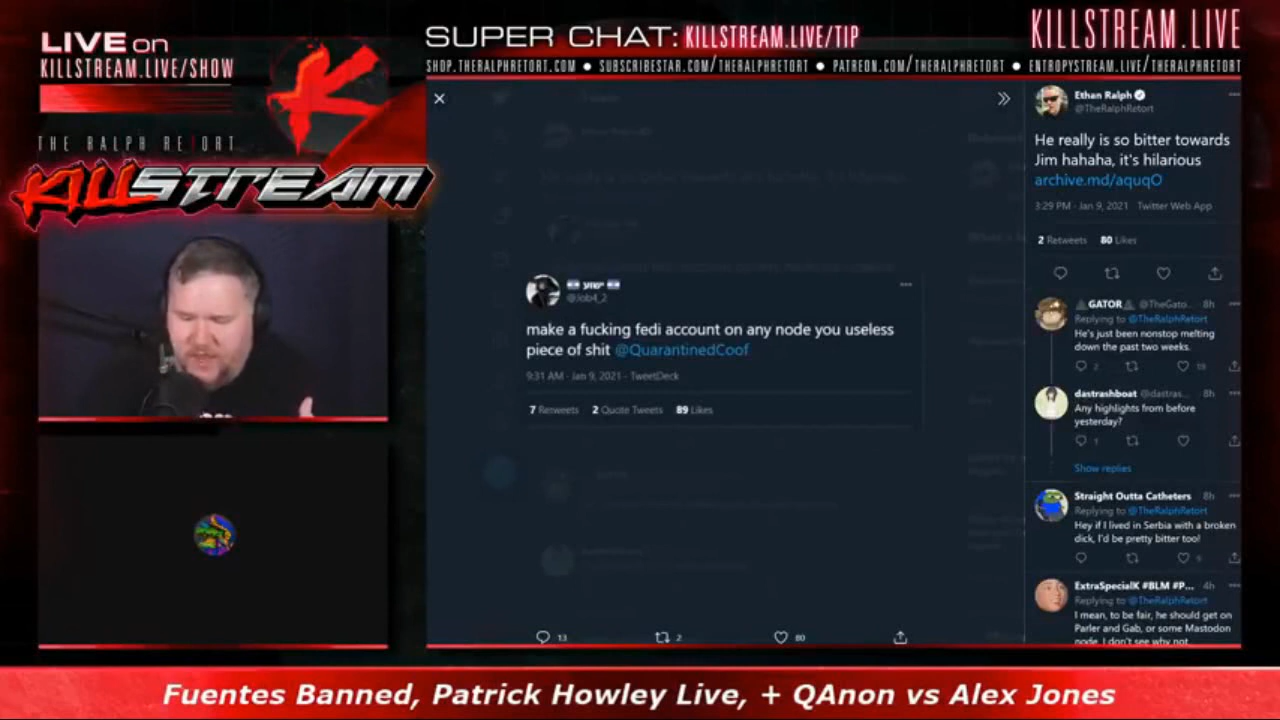 LIVE on
KILLSTREAM.LIVE/SHOW
THE RALPH RETORT
KILLSTREAM
SUPER CHAT: KILLSTREAM.LIVE/TIP
KILLSTREAM.LIVE
SHOP.THERALPHRETORT.COM ● SUBSCRIBESTAR.COM/THERALPHRETORT ● PATREON.COM/THERALPHRETORT ● ENTROPYSTREAM.LIVE/THERALPHRETORT
@Job4_2
make a fucking fedi account on any node you useless
piece of shit @QuarantinedCoof
9:31 AM · Jan 9, 2021 · TweetDeck
7 Retweets 2 Quote Tweets 89 Likes
13 2 80
Ethan Ralph
@TheRalphRetort
He really is so bitter towards
Jim hahaha, it's hilarious
archive.md/aquqO
3:29 PM · Jan 9, 2021 · Twitter Web App
2 Retweets 80 Likes
GATOR @TheGato... 8h
Replying to @TheRalphRetort
He's just been nonstop melting
down the past two weeks.
2 19
dastrashboat @dastras... 8h
Any highlights from before
yesterday?
1
Show replies
Straight Outta Catheters 8h
Replying to @TheRalphRetort
Hey if I lived in Serbia with a broken
dick, I'd be pretty bitter too!
9
ExtraSpecialK #BLM #P... 4h
Replying to @TheRalphRetort
I mean, to be fair, he should get on
Parler and Gab, or some Mastodon
node. I don't see why not
Fuentes Banned, Patrick Howley Live, + QAnon vs Alex Jones